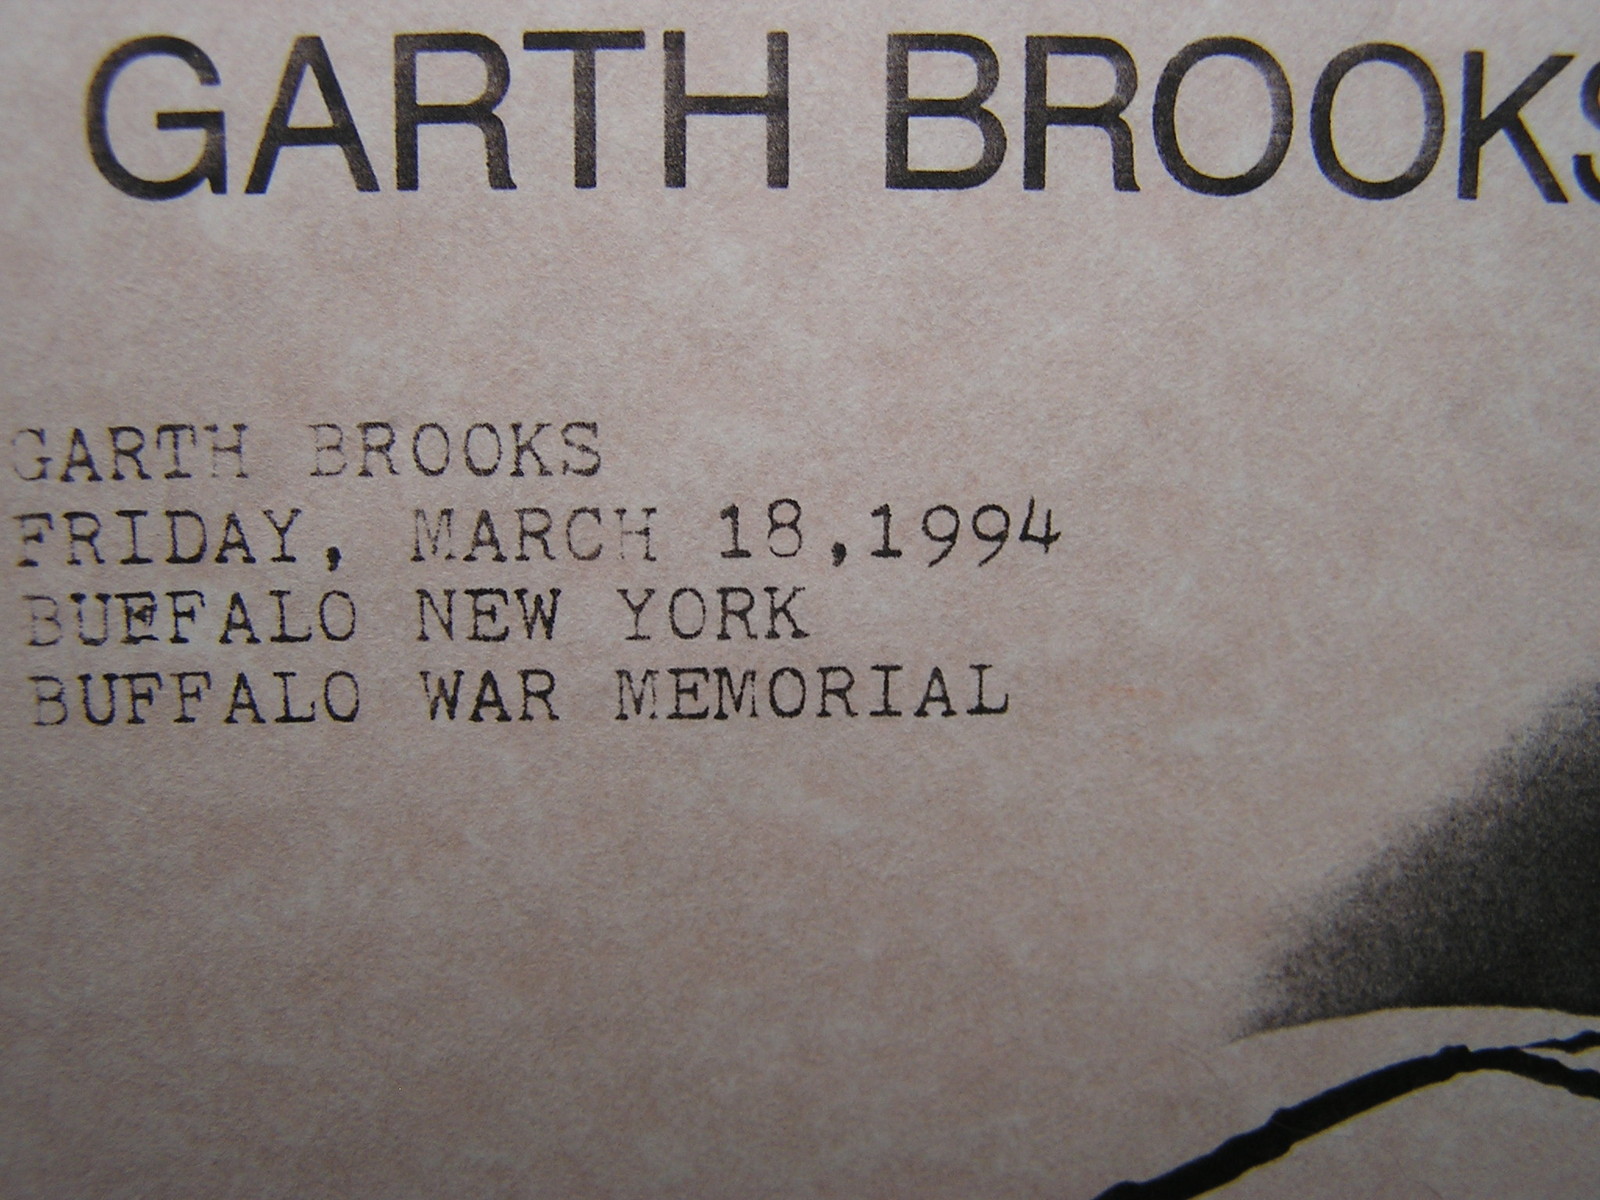 GARTH BROOKS
GARTH BROOKS
FRIDAY, MARCH 18,1994
BUFFALO NEW YORK
BUFFALO WAR MEMORIAL